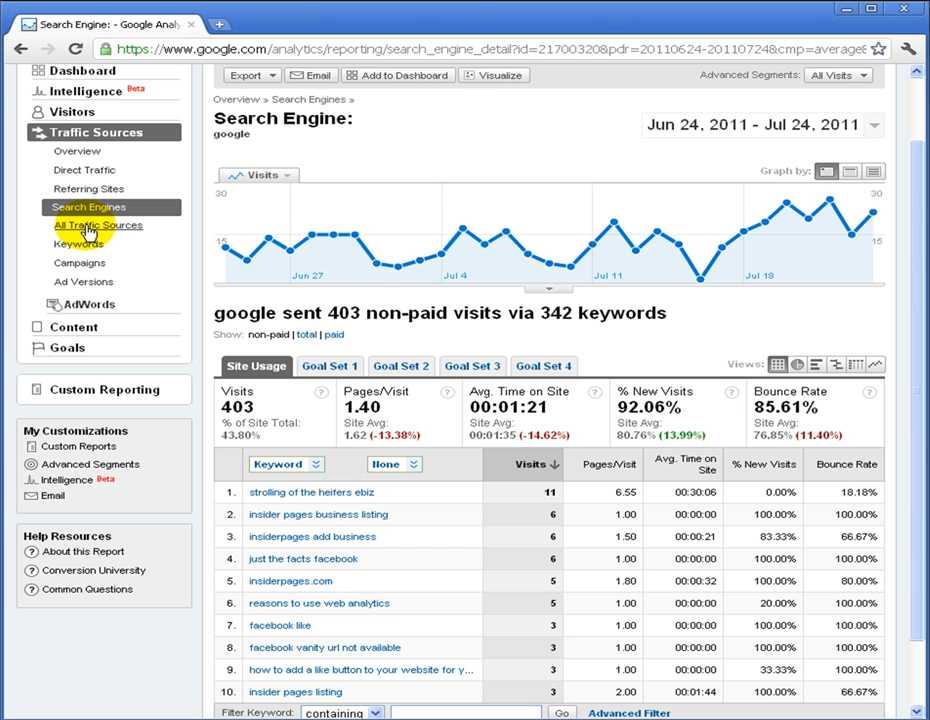 Search Engine: - Google Analy
https://www.google.com/analytics/reporting/search_engine_detail?id=21700320&pdr=20110624-20110724&cmp=average&
Dashboard
Intelligence Beta
Visitors
Traffic Sources
Overview
Direct Traffic
Referring Sites
Search Engines
All Traffic Sources
Keywords
Campaigns
Ad Versions
AdWords
Content
Goals
Custom Reporting
My Customizations
Custom Reports
Advanced Segments
Intelligence Beta
Email
Help Resources
? About this Report
? Conversion University
? Common Questions
Export Email Add to Dashboard Visualize Advanced Segments: All Visits
Overview » Search Engines »
Search Engine:
google
Jun 24, 2011 - Jul 24, 2011
Visits Graph by:
30 30
15 15
Jun 27 Jul 4 Jul 11 Jul 18
google sent 403 non-paid visits via 342 keywords
Show: non-paid | total | paid
Site Usage Goal Set 1 Goal Set 2 Goal Set 3 Goal Set 4 Views:
Visits ? Pages/Visit ? Avg. Time on Site ? % New Visits ? Bounce Rate ?
403 1.40 00:01:21 92.06% 85.61%
% of Site Total: Site Avg: Site Avg: Site Avg: Site Avg:
43.80% 1.62 (-13.38%) 00:01:35 (-14.62%) 80.76% (13.99%) 76.85% (11.40%)
Keyword None Visits ↓ Pages/Visit Avg. Time on Site % New Visits Bounce Rate
1. strolling of the heifers ebiz 11 6.55 00:30:06 0.00% 18.18%
2. insider pages business listing 6 1.00 00:00:00 100.00% 100.00%
3. insiderpages add business 6 1.50 00:00:21 83.33% 66.67%
4. just the facts facebook 6 1.00 00:00:00 100.00% 100.00%
5. insiderpages.com 5 1.80 00:00:32 100.00% 80.00%
6. reasons to use web analytics 5 1.00 00:00:00 20.00% 100.00%
7. facebook like 3 1.00 00:00:00 100.00% 100.00%
8. facebook vanity url not available 3 1.00 00:00:00 100.00% 100.00%
9. how to add a like button to your website for y... 3 1.00 00:00:00 33.33% 100.00%
10. insider pages listing 3 2.00 00:01:44 100.00% 66.67%
Filter Keyword: containing Go Advanced Filter